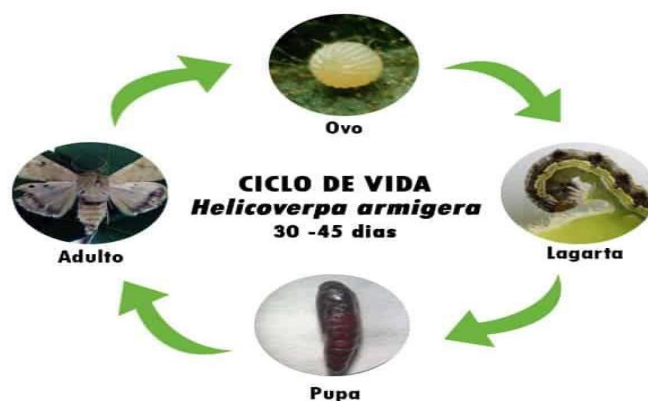 Ovo
CICLO DE VIDA
Helicoverpa armigera
30 -45 dias
Adulto
Lagarta
Pupa